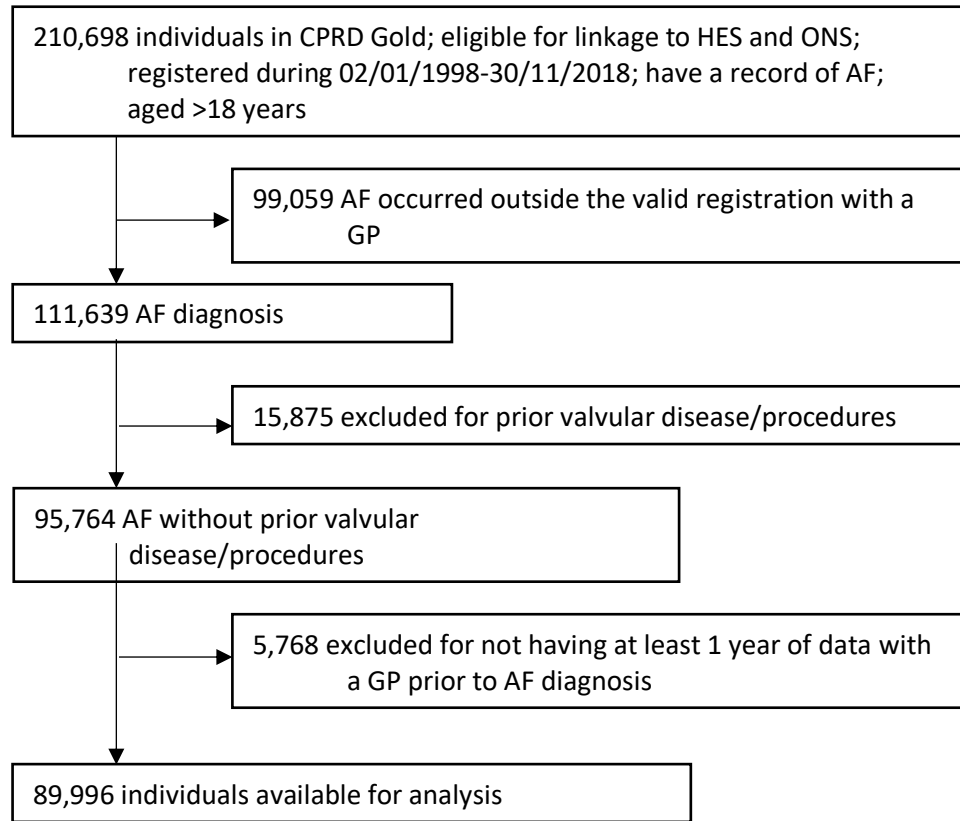 210,698 individuals in CPRD Gold; eligible for linkage to HES and ONS;
registered during 02/01/1998-30/11/2018; have a record of AF;
aged >18 years
99,059 AF occurred outside the valid registration with a
GP
111,639 AF diagnosis
15,875 excluded for prior valvular disease/procedures
95,764 AF without prior valvular
disease/procedures
5,768 excluded for not having at least 1 year of data with
a GP prior to AF diagnosis
89,996 individuals available for analysis